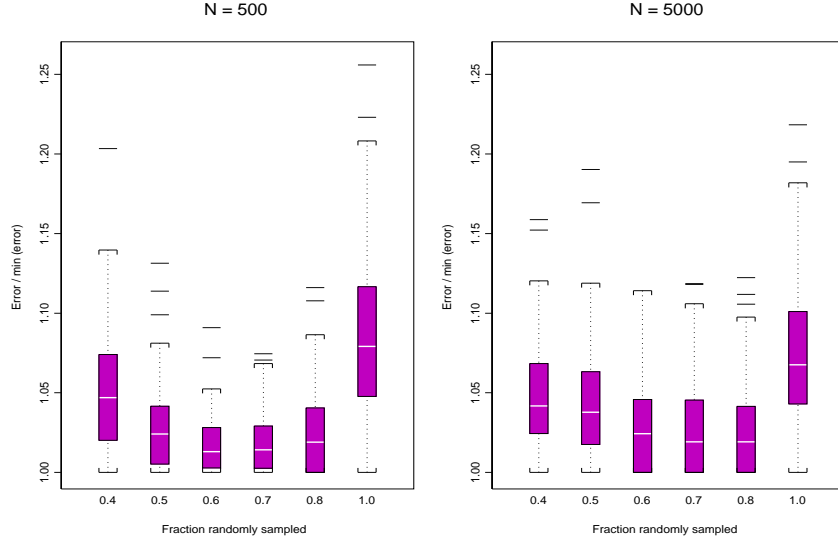 N = 500
Error / min (error)
1.25
1.20
1.15
1.10
1.05
1.00
0.4 0.5 0.6 0.7 0.8 1.0
Fraction randomly sampled
N = 5000
Error / min (error)
1.25
1.20
1.15
1.10
1.05
1.00
0.4 0.5 0.6 0.7 0.8 1.0
Fraction randomly sampled